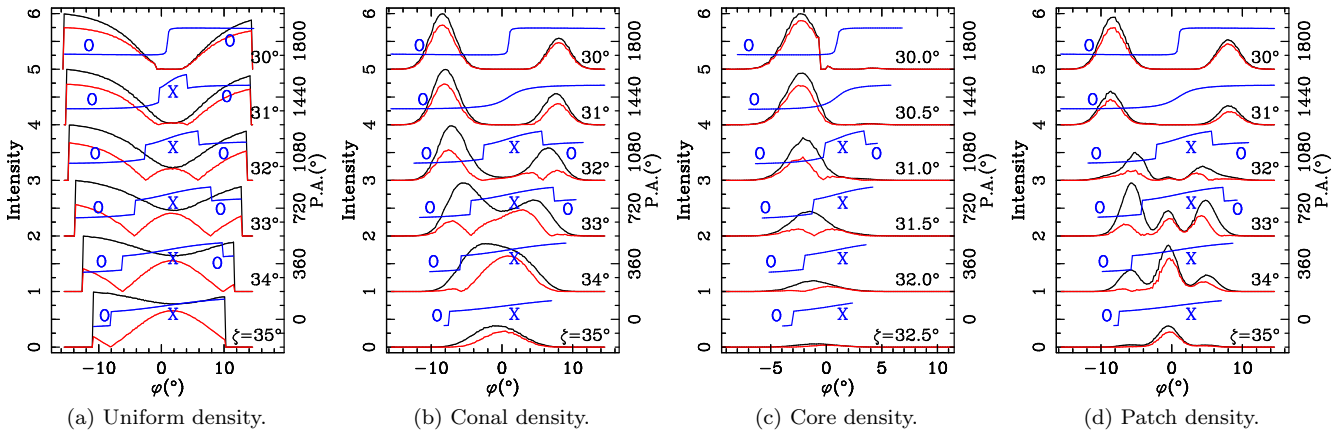 Intensity
6
5
4
3
2
1
0
O
O
30°
O
X
O
31°
O
X
O
32°
O
X
O
33°
O
X
O
34°
O
X
ζ=35°
1800
1440
1080
720
360
0
P.A.(°)
−10
0
10
φ(°)
(a) Uniform density.
Intensity
6
5
4
3
2
1
0
O
30°
O
31°
O
X
O
32°
O
X
O
33°
O
X
34°
O
X
ζ=35°
1800
1440
1080
720
360
0
P.A.(°)
−10
0
10
φ(°)
(b) Conal density.
Intensity
6
5
4
3
2
1
0
O
30.0°
O
30.5°
O
X
O
31.0°
O
X
31.5°
O
X
32.0°
O
X
ζ=32.5°
1800
1440
1080
720
360
0
P.A.(°)
−5
0
5
10
φ(°)
(c) Core density.
Intensity
6
5
4
3
2
1
0
O
30°
O
31°
O
X
O
32°
O
X
O
33°
O
X
34°
O
X
ζ=35°
1800
1440
1080
720
360
0
P.A.(°)
−10
0
10
φ(°)
(d) Patch density.